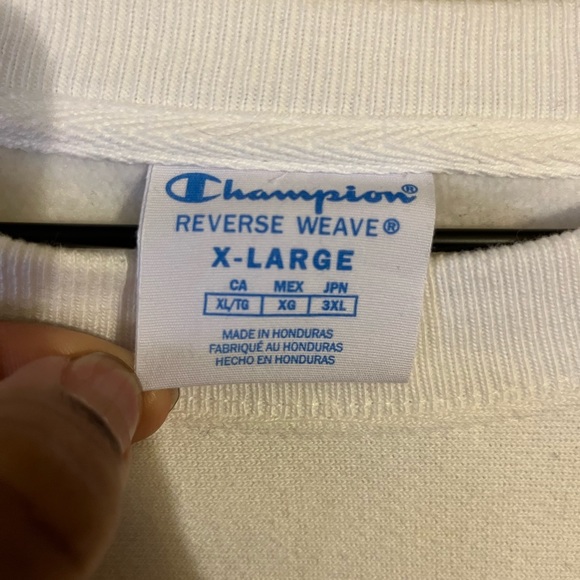 Champion®
REVERSE WEAVE®
X-LARGE
CA MEX JPN
XL/TG XG 3XL
MADE IN HONDURAS
FABRIQUÉ AU HONDURAS
HECHO EN HONDURAS